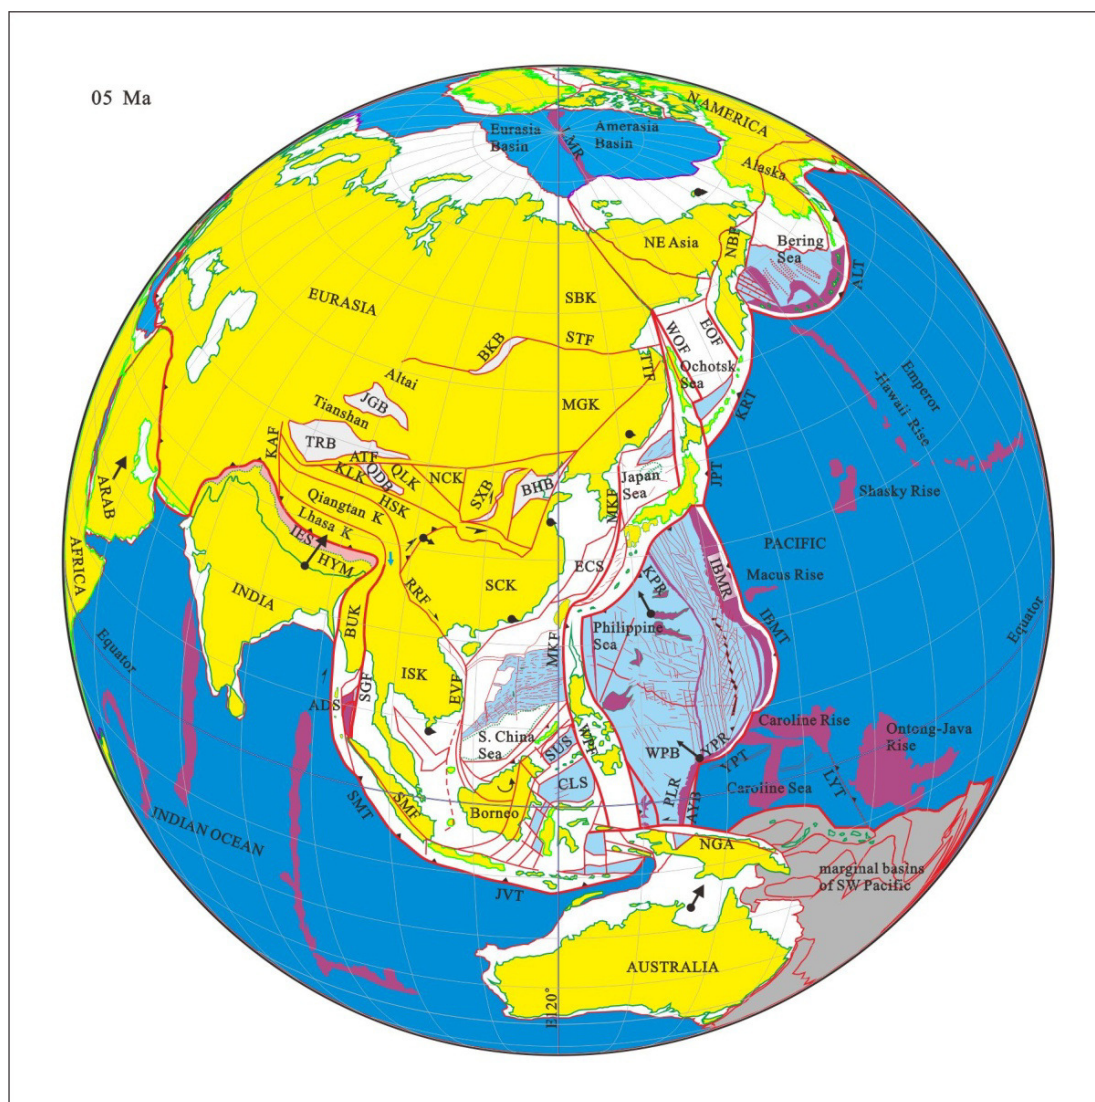 05 Ma
N AMERICA
Eurasia
Basin
LMR
Amerasia
Basin
Alaska
NE Asia
NBF
Bering
Sea
ALT
EURASIA
SBK
STF
BKB
WOF
EOF
Ochotsk
Sea
KRT
Emperor
-Hawaii Rise
TTF
Altai
JGB
Tianshan
MGK
TRB
KAF
ATF
KLK
QDB
QLK
HSK
NCK
SXB
BHB
MKF
Japan
Sea
JPT
Shasky Rise
ARAB
AFRICA
Qiangtan K
Lhasa K
IES
HYM
INDIA
PACIFIC
IBMR
Macus Rise
ECS
KPR
SCK
RRF
BUK
Philippine
Sea
IBMT
Equator
Equator
MKF
ISK
EVF
SGF
ADS
S. China
Sea
SUS
WPF
WPB
YPR
YPT
Caroline Rise
Ontong-Java
Rise
CLS
PLR
AYB
Caroline Sea
LYT
SMT
SMF
Borneo
INDIAN OCEAN
NGA
marginal basins
of SW Pacific
JVT
AUSTRALIA
E120°